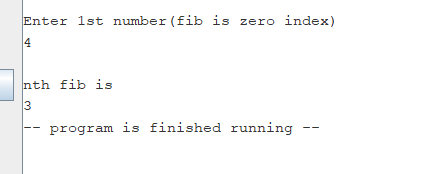 Enter 1st number(fib is zero index)
4
nth fib is
3
-- program is finished running --